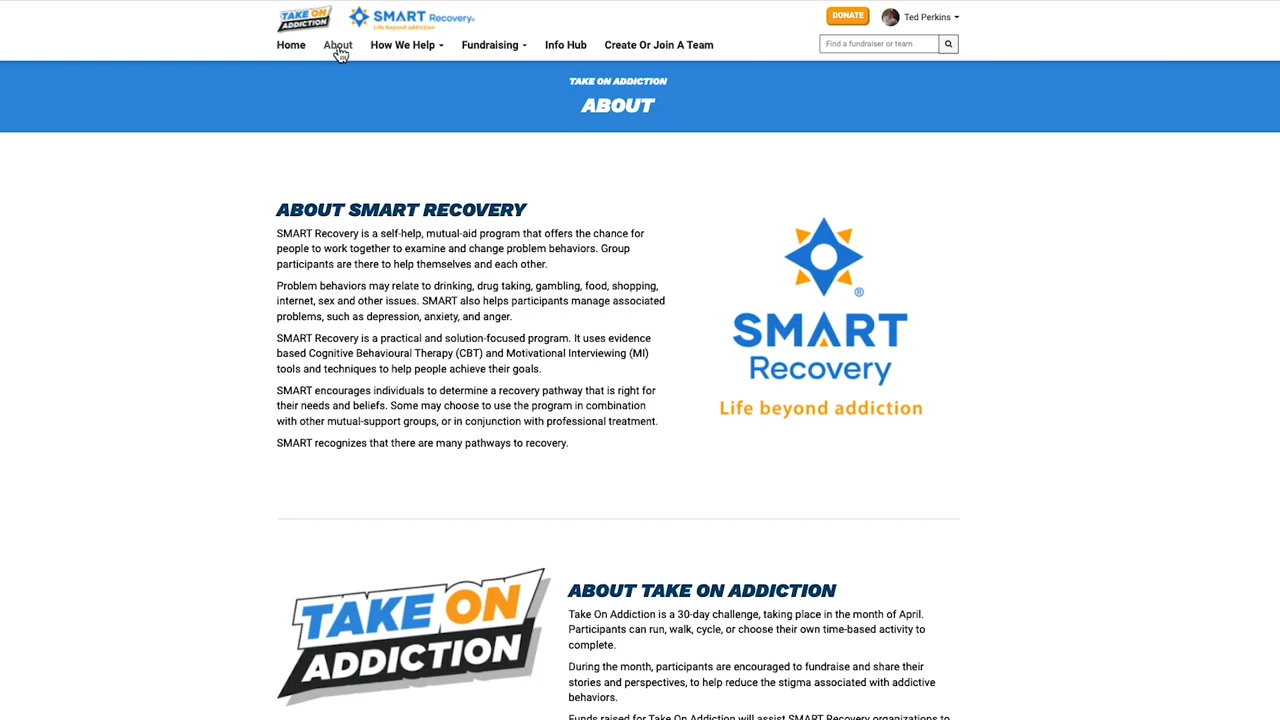 TAKE ON
ADDICTION
SMART Recovery
Life beyond addiction
DONATE
Ted Perkins
Home
About
How We Help
Fundraising
Info Hub
Create Or Join A Team
Find a fundraiser or team
TAKE ON ADDICTION
ABOUT
ABOUT SMART RECOVERY
SMART Recovery is a self-help, mutual-aid program that offers the chance for
people to work together to examine and change problem behaviors. Group
participants are there to help themselves and each other.
Problem behaviors may relate to drinking, drug taking, gambling, food, shopping,
internet, sex and other issues. SMART also helps participants manage associated
problems, such as depression, anxiety, and anger.
SMART Recovery is a practical and solution-focused program. It uses evidence
based Cognitive Behavioural Therapy (CBT) and Motivational Interviewing (MI)
tools and techniques to help people achieve their goals.
SMART encourages individuals to determine a recovery pathway that is right for
their needs and beliefs. Some may choose to use the program in combination
with other mutual-support groups, or in conjunction with professional treatment.
SMART recognizes that there are many pathways to recovery.
®
SMART
Recovery
Life beyond addiction
TAKE ON
ADDICTION
ABOUT TAKE ON ADDICTION
Take On Addiction is a 30-day challenge, taking place in the month of April.
Participants can run, walk, cycle, or choose their own time-based activity to
complete.
During the month, participants are encouraged to fundraise and share their
stories and perspectives, to help reduce the stigma associated with addictive
behaviors.
Funds raised for Take On Addiction will assist SMART Recovery organizations to